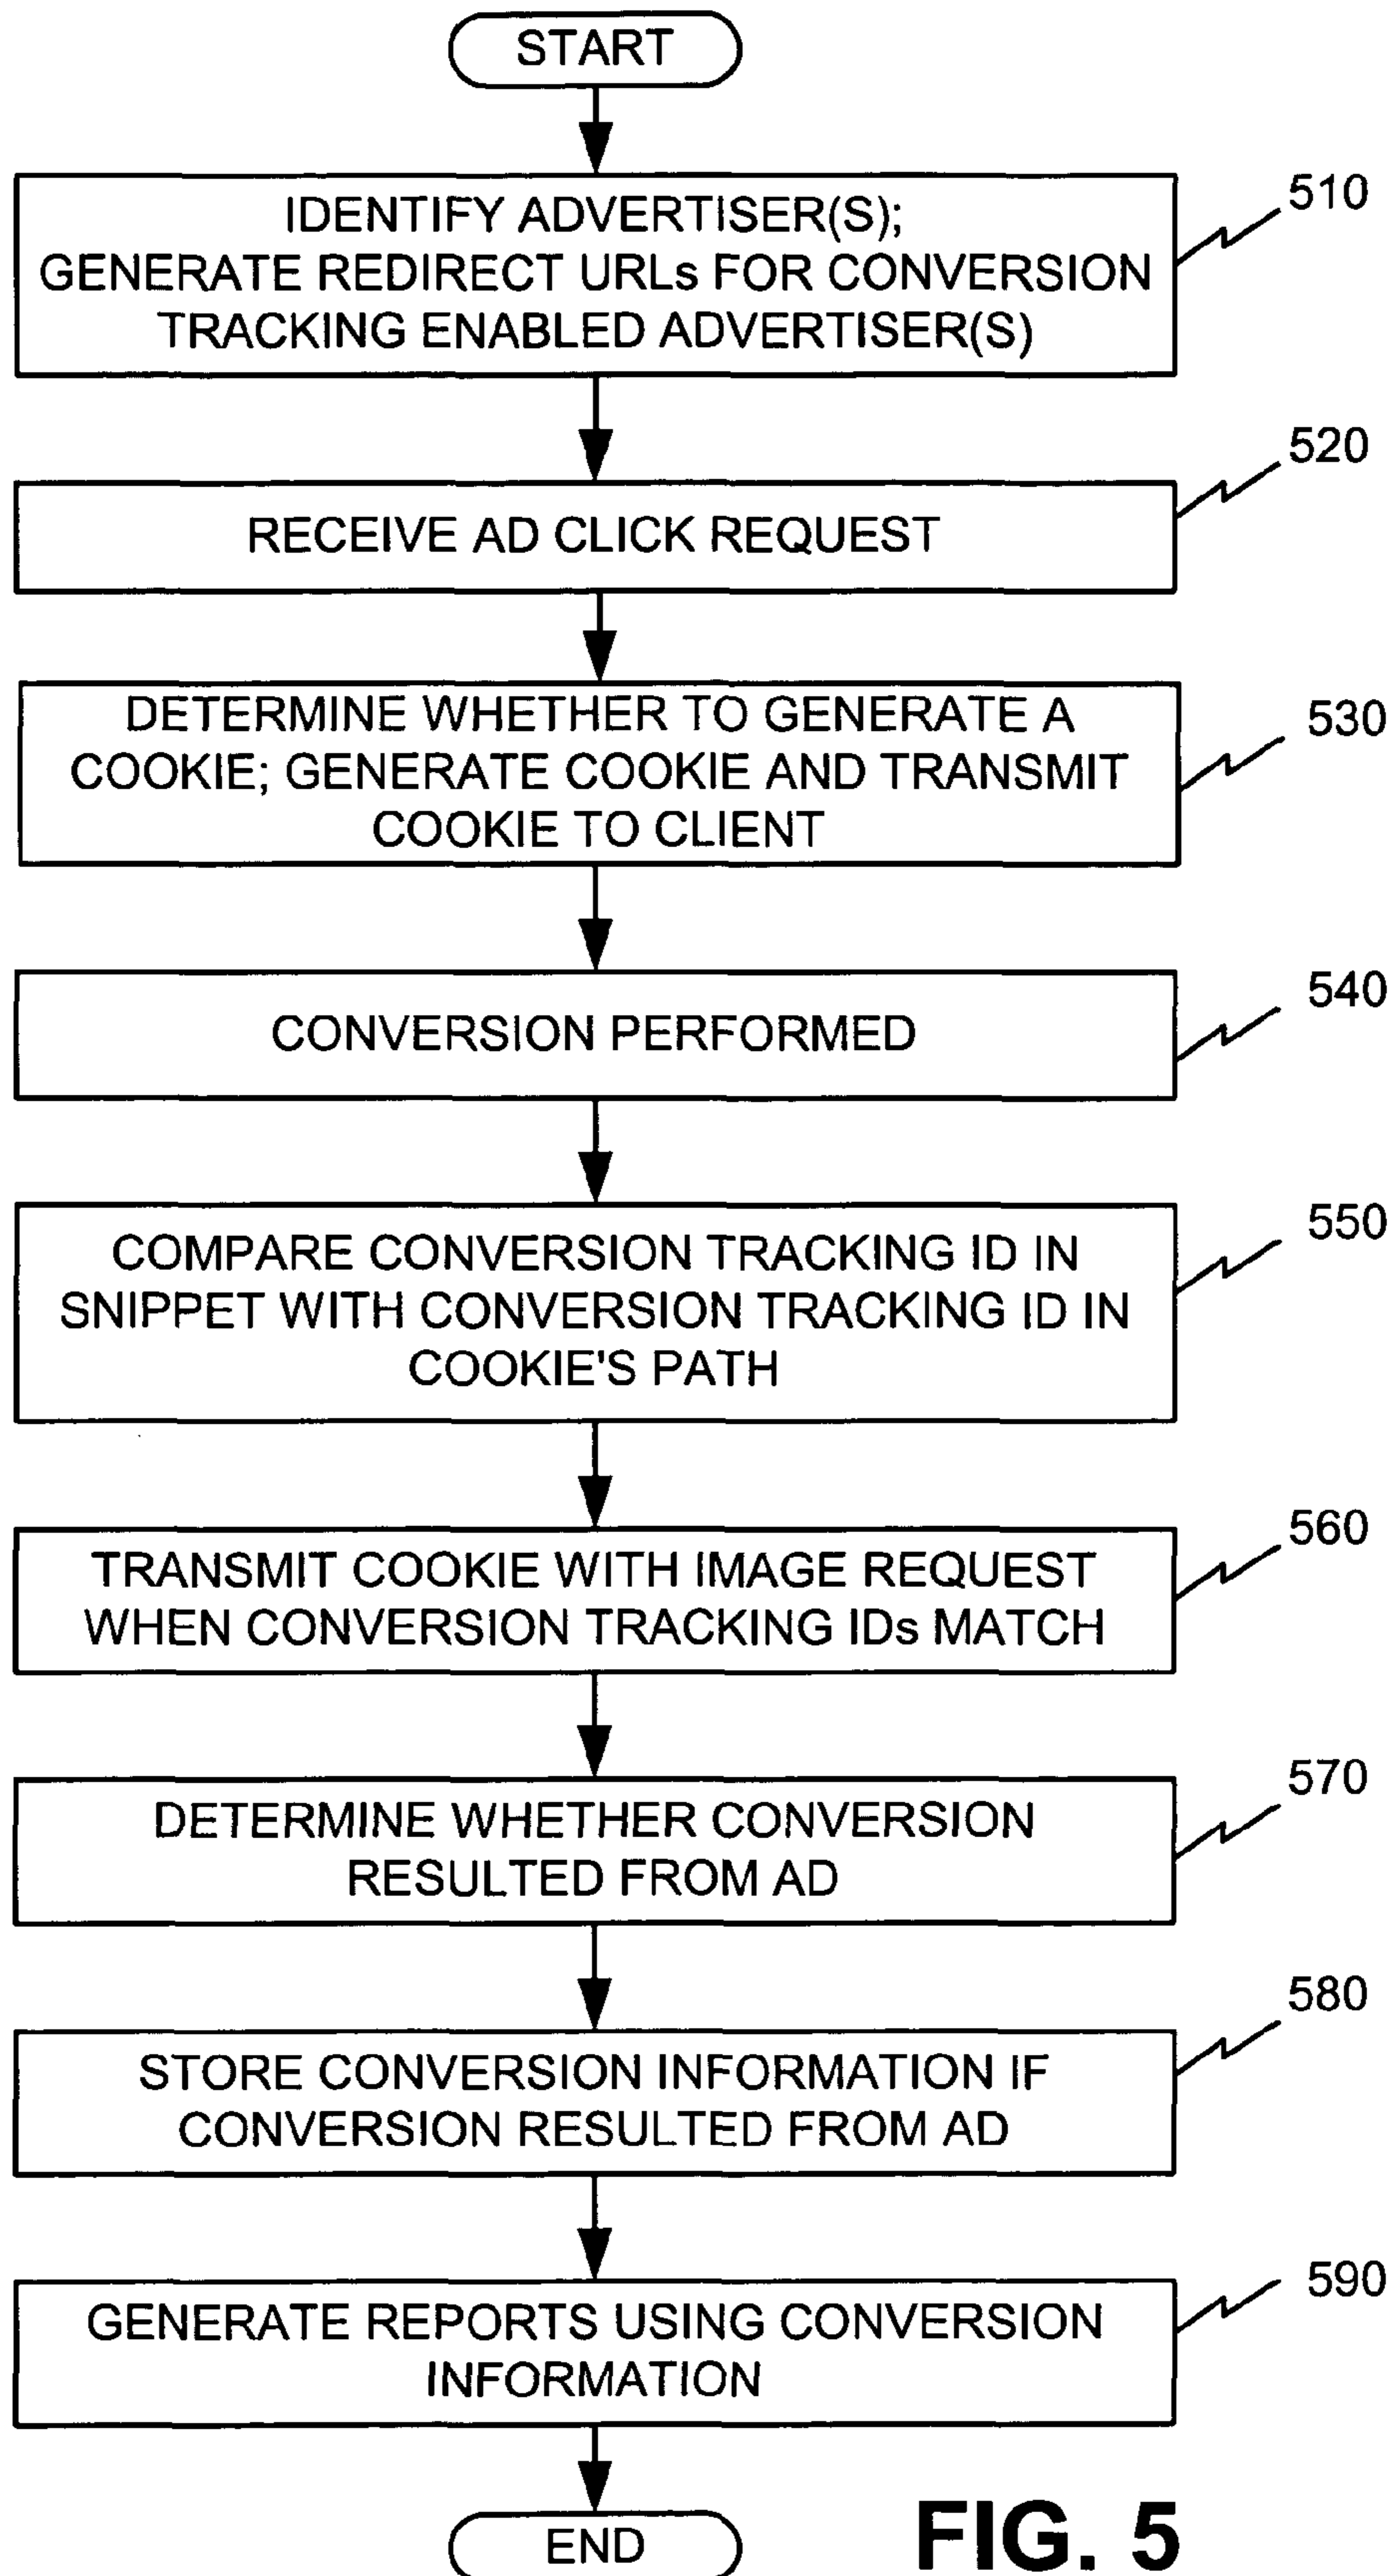 START
IDENTIFY ADVERTISER(S);
GENERATE REDIRECT URLs FOR CONVERSION
TRACKING ENABLED ADVERTISER(S)
510
RECEIVE AD CLICK REQUEST
520
DETERMINE WHETHER TO GENERATE A
COOKIE; GENERATE COOKIE AND TRANSMIT
COOKIE TO CLIENT
530
CONVERSION PERFORMED
540
COMPARE CONVERSION TRACKING ID IN
SNIPPET WITH CONVERSION TRACKING ID IN
COOKIE'S PATH
550
TRANSMIT COOKIE WITH IMAGE REQUEST
WHEN CONVERSION TRACKING IDs MATCH
560
DETERMINE WHETHER CONVERSION
RESULTED FROM AD
570
STORE CONVERSION INFORMATION IF
CONVERSION RESULTED FROM AD
580
GENERATE REPORTS USING CONVERSION
INFORMATION
590
END
FIG. 5